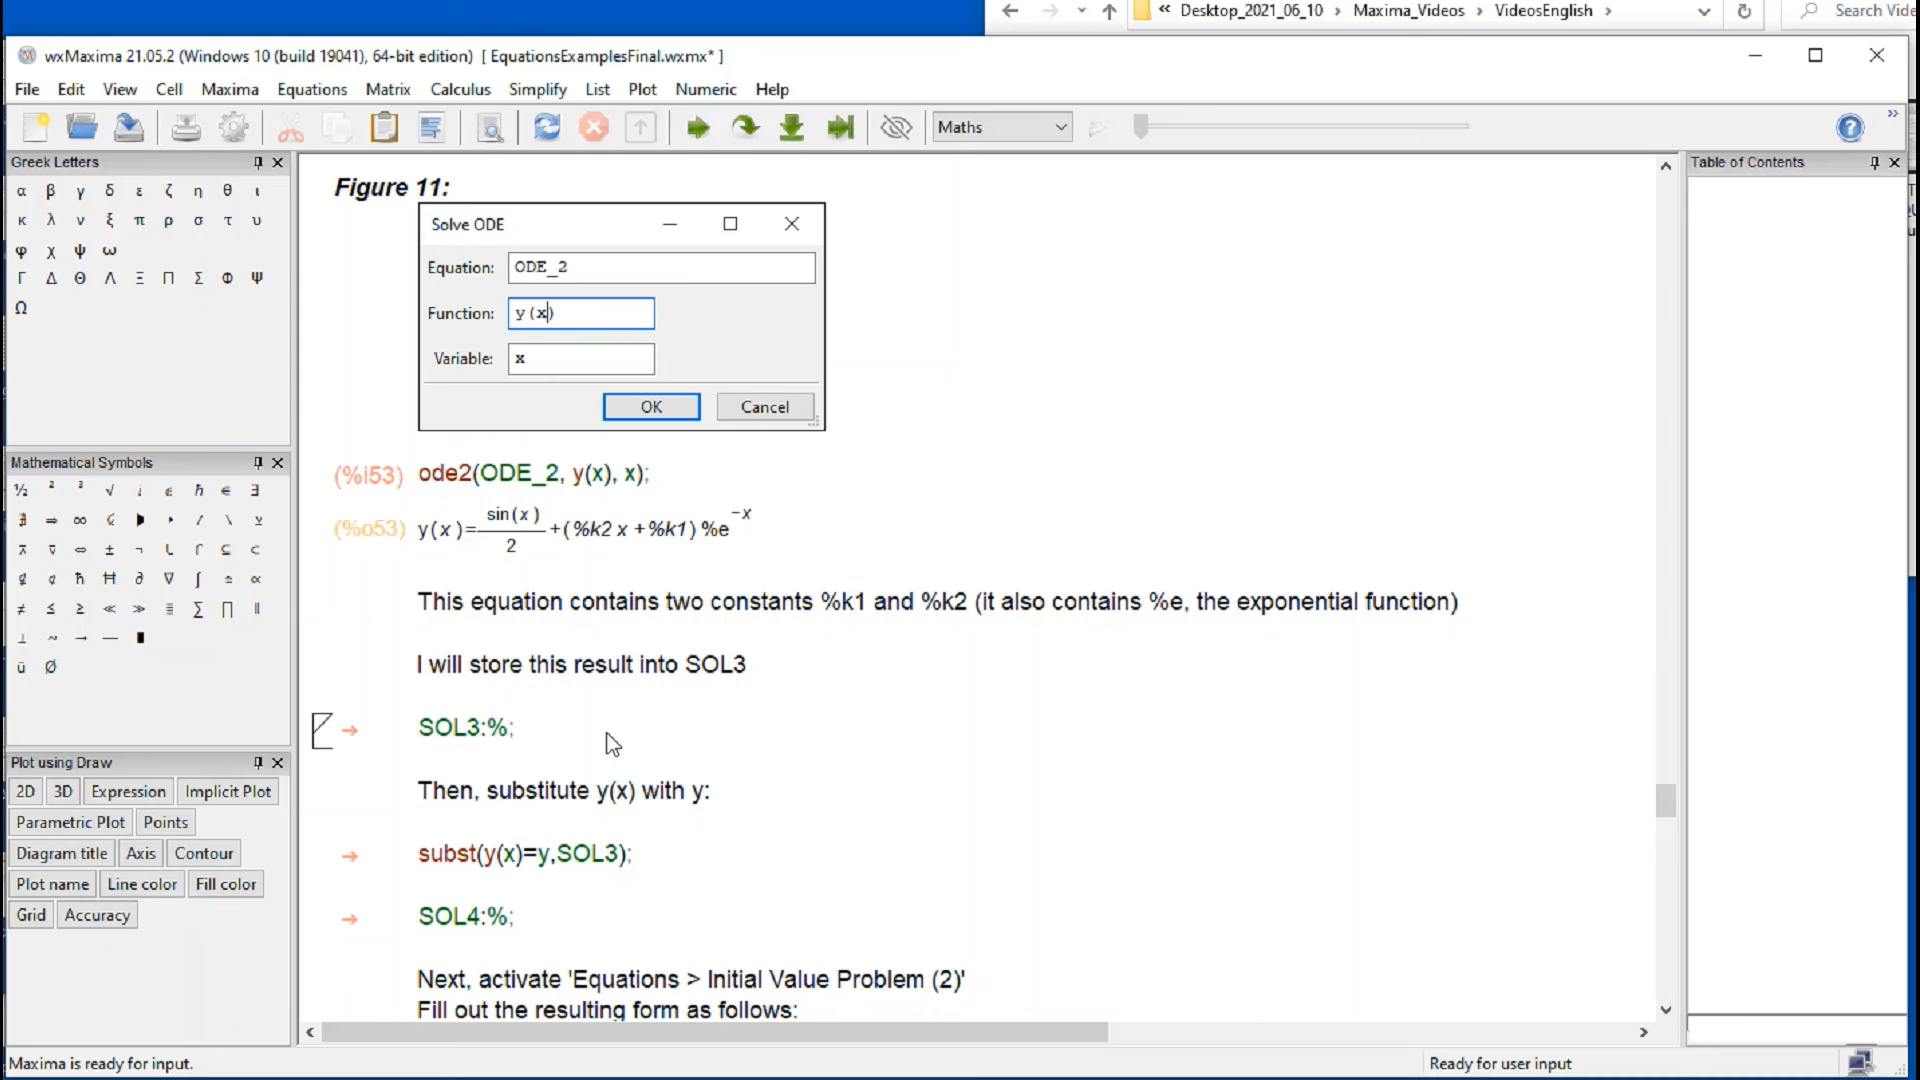 Desktop_2021_06_10 > Maxima_Videos > VideosEnglish >
wxMaxima 21.05.2 (Windows 10 (build 19041), 64-bit edition) [ EquationsExamplesFinal.wxmx* ]
File Edit View Cell Maxima Equations Matrix Calculus Simplify List Plot Numeric Help
Maths
Greek Letters
α β γ δ ε ζ η θ ι
κ λ ν ξ π ρ σ τ υ
φ χ ψ ω
Γ Δ Θ Λ Ξ Π Σ Φ Ψ
Ω
Mathematical Symbols
½ ² ³ √ ħ ∈ ∃
∄ ⇒ ∞
⇔ ± ¬ ⊆ ⊂
ħ Ħ ∂ ∇ ∫ ∝
≠ ≤ ≥ ≪ ≫ ∑ ∏
⊥ → —
ü Ø
Plot using Draw
2D 3D Expression Implicit Plot
Parametric Plot Points
Diagram title Axis Contour
Plot name Line color Fill color
Grid Accuracy
Figure 11:
Solve ODE
Equation: ODE_2
Function: y(x)
Variable: x
OK Cancel
(%i53) ode2(ODE_2, y(x), x);
(%o53) y(x)=sin(x)/2+(%k2 x+%k1) %e^-x
This equation contains two constants %k1 and %k2 (it also contains %e, the exponential function)
I will store this result into SOL3
SOL3:%;
Then, substitute y(x) with y:
subst(y(x)=y,SOL3);
SOL4:%;
Next, activate 'Equations > Initial Value Problem (2)'
Fill out the resulting form as follows:
Table of Contents
Maxima is ready for input.
Ready for user input